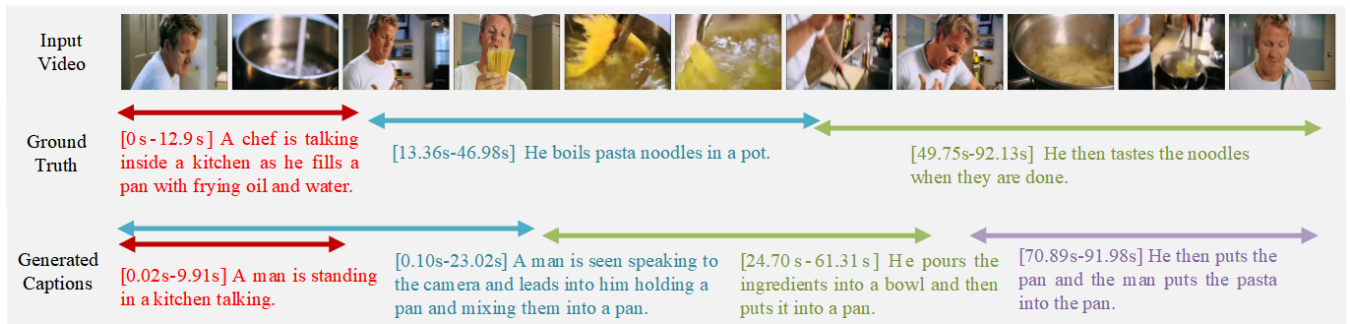 Input
Video
Ground
Truth
[0 s - 12.9 s] A chef is talking
inside a kitchen as he fills a
pan with frying oil and water.
[13.36s-46.98s] He boils pasta noodles in a pot.
[49.75s-92.13s] He then tastes the noodles
when they are done.
Generated
Captions
[0.02s-9.91s] A man is standing
in a kitchen talking.
[0.10s-23.02s] A man is seen speaking to
the camera and leads into him holding a
pan and mixing them into a pan.
[24.70 s - 61.31 s] He pours the
ingredients into a bowl and then
puts it into a pan.
[70.89s-91.98s] He then puts the
pan and the man puts the pasta
into the pan.